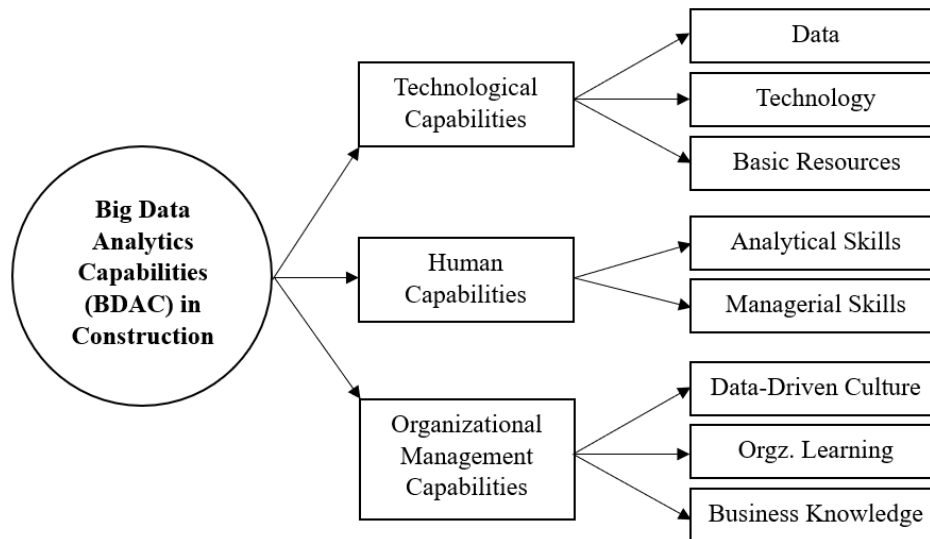 Big Data
Analytics
Capabilities
(BDAC) in
Construction
Technological
Capabilities
Data
Technology
Basic Resources
Human
Capabilities
Analytical Skills
Managerial Skills
Organizational
Management
Capabilities
Data-Driven Culture
Orgz. Learning
Business Knowledge